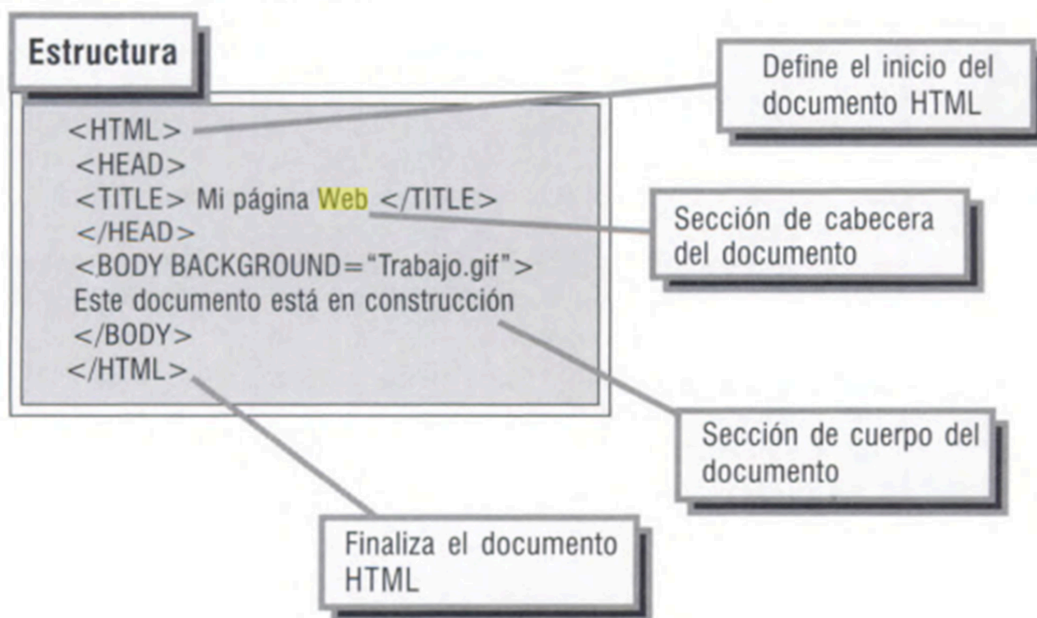 Estructura
<HTML>
<HEAD>
<TITLE> Mi página Web </TITLE>
</HEAD>
<BODY BACKGROUND="Trabajo.gif">
Este documento está en construcción
</BODY>
</HTML>
Define el inicio del
documento HTML
Sección de cabecera
del documento
Sección de cuerpo del
documento
Finaliza el documento
HTML